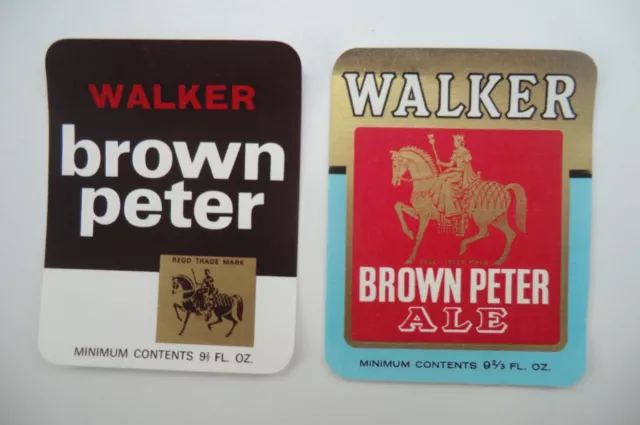 WALKER
brown
peter
REGD TRADE MARK
MINIMUM CONTENTS 9⅔ FL. OZ.
WALKER
BROWN PETER
ALE
MINIMUM CONTENTS 9⅔ FL. OZ.